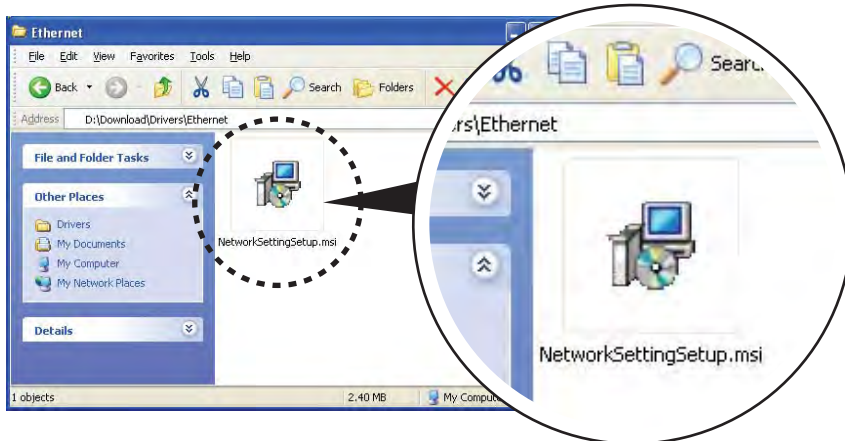 Ethernet
File Edit View Favorites Tools Help
Back Search Folders
Address D:\Download\Drivers\Ethernet
File and Folder Tasks
Other Places
Drivers
My Documents
My Computer
My Network Places
Details
NetworkSettingSetup.msi
1 objects 2.40 MB My Compute
Searc
rs\Ethernet
NetworkSettingSetup.msi